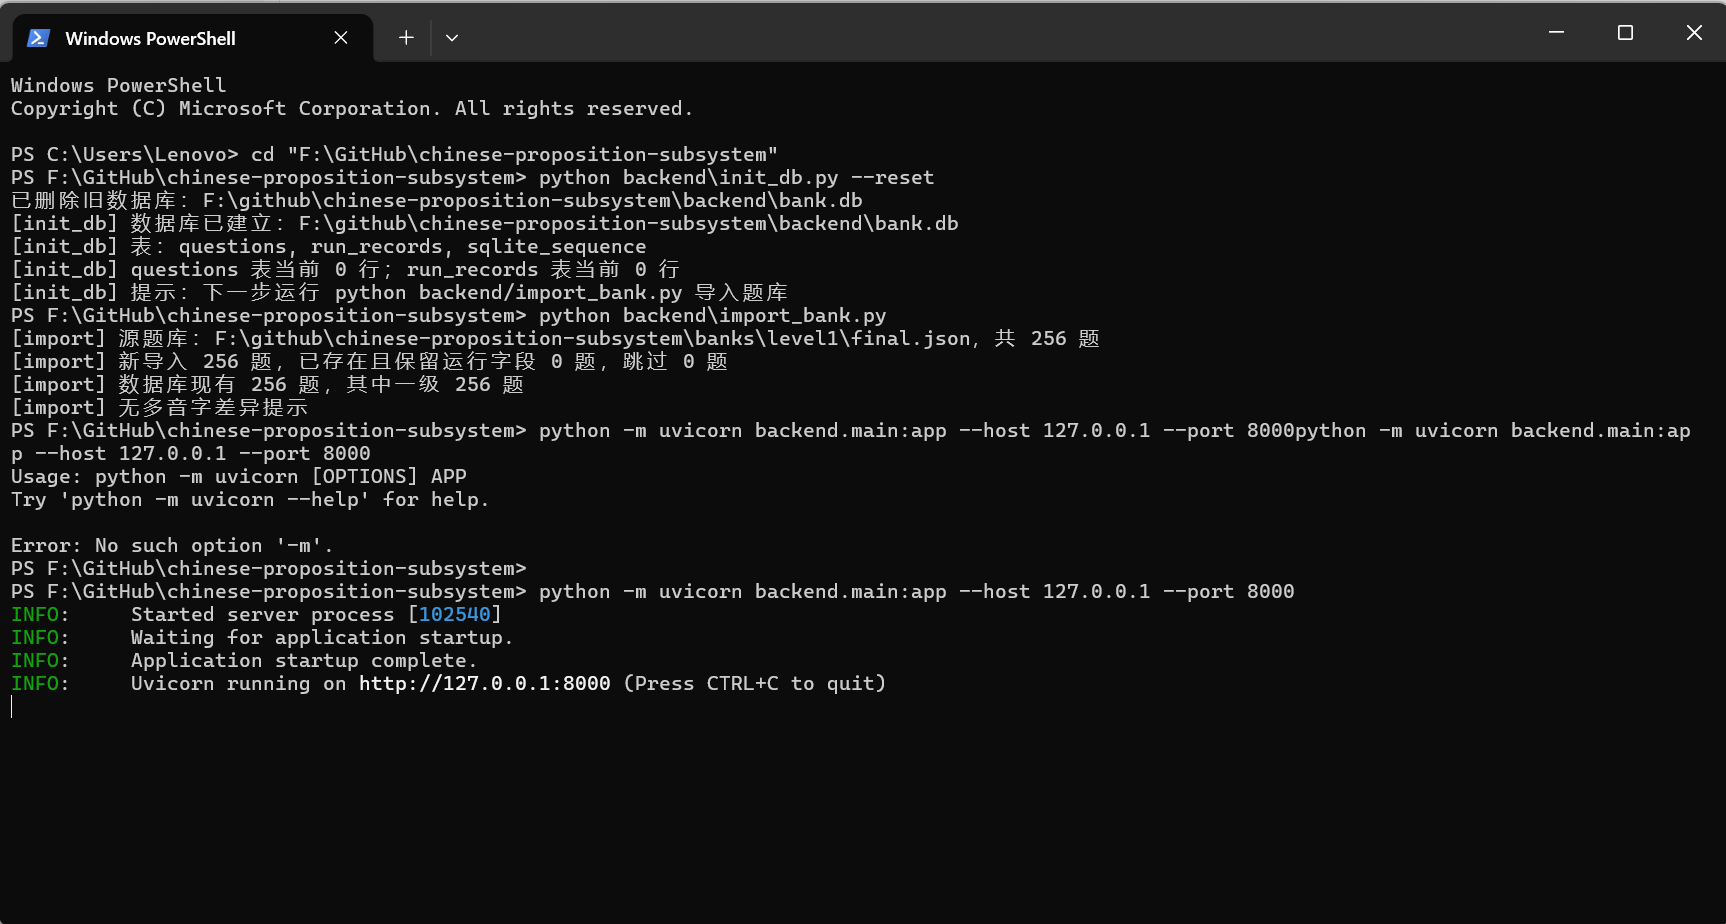 Windows PowerShell
Windows PowerShell
Copyright (C) Microsoft Corporation. All rights reserved.
PS C:\Users\Lenovo> cd "F:\GitHub\chinese-proposition-subsystem"
PS F:\GitHub\chinese-proposition-subsystem> python backend\init_db.py --reset
已删除旧数据库: F:\github\chinese-proposition-subsystem\backend\bank.db
[init_db] 数据库已建立: F:\github\chinese-proposition-subsystem\backend\bank.db
[init_db] 表: questions, run_records, sqlite_sequence
[init_db] questions 表当前 0 行; run_records 表当前 0 行
[init_db] 提示: 下一步运行 python backend/import_bank.py 导入题库
PS F:\GitHub\chinese-proposition-subsystem> python backend\import_bank.py
[import] 源题库: F:\github\chinese-proposition-subsystem\banks\level1\final.json, 共 256 题
[import] 新导入 256 题, 已存在且保留运行字段 0 题, 跳过 0 题
[import] 数据库现有 256 题, 其中一级 256 题
[import] 无多音字差异提示
PS F:\GitHub\chinese-proposition-subsystem> python -m uvicorn backend.main:app --host 127.0.0.1 --port 8000python -m uvicorn backend.main:ap
p --host 127.0.0.1 --port 8000
Usage: python -m uvicorn [OPTIONS] APP
Try 'python -m uvicorn --help' for help.
Error: No such option '-m'.
PS F:\GitHub\chinese-proposition-subsystem>
PS F:\GitHub\chinese-proposition-subsystem> python -m uvicorn backend.main:app --host 127.0.0.1 --port 8000
INFO:     Started server process [102540]
INFO:     Waiting for application startup.
INFO:     Application startup complete.
INFO:     Uvicorn running on http://127.0.0.1:8000 (Press CTRL+C to quit)